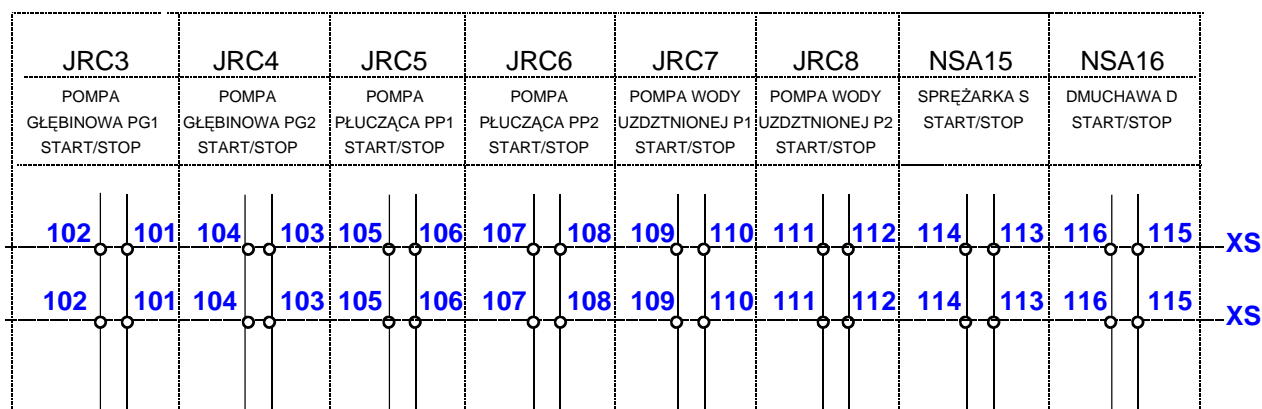 JRC3 JRC4 JRC5 JRC6 JRC7 JRC8 NSA15 NSA16
POMPA POMPA POMPA POMPA POMPA WODY POMPA WODY SPRĘŻARKA S DMUCHAWA D
GŁĘBINOWA PG1 GŁĘBINOWA PG2 PŁUCZĄCA PP1 PŁUCZĄCA PP2 UZDZTNIONEJ P1 UZDZTNIONEJ P2 START/STOP START/STOP
START/STOP START/STOP START/STOP START/STOP START/STOP START/STOP
102 101 104 103 105 106 107 108 109 110 111 112 114 113 116 115 XS
102 101 104 103 105 106 107 108 109 110 111 112 114 113 116 115 XS